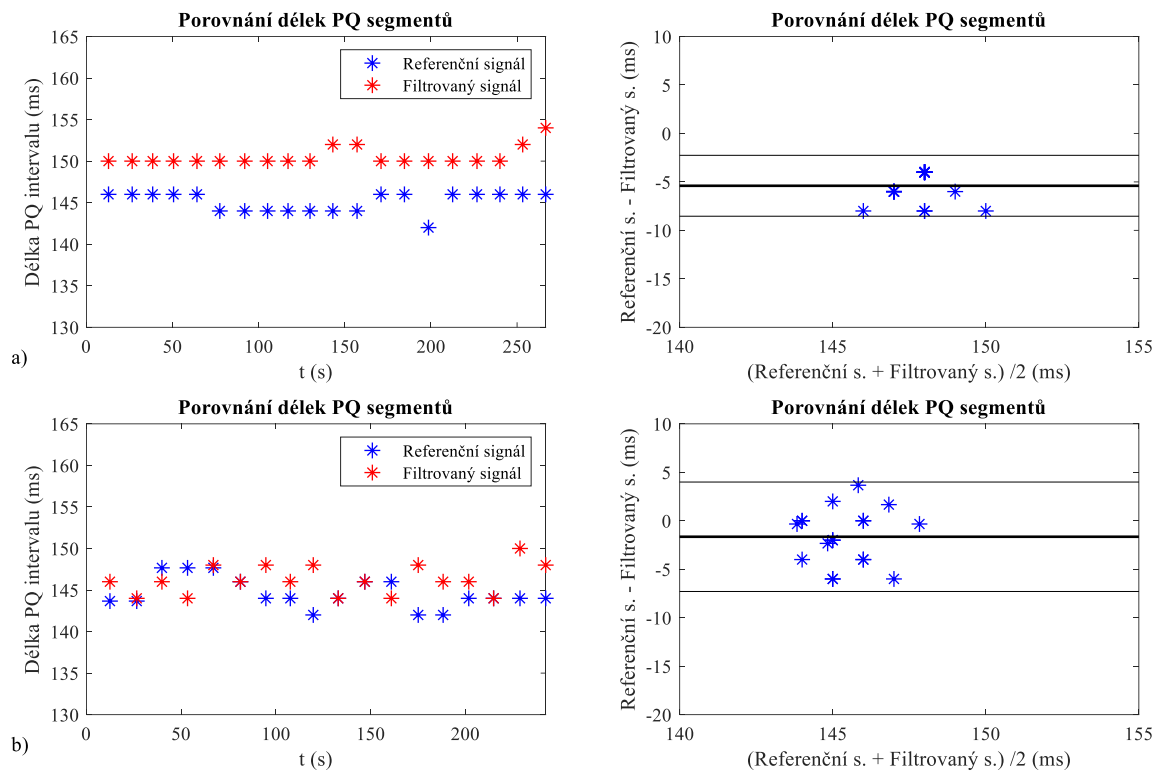 Porovnání délek PQ segmentů
Délka PQ intervalu (ms)
165
160
155
150
145
140
135
130
0
50
100
150
200
250
t (s)
Referenční signál
Filtrovaný signál
a)
Porovnání délek PQ segmentů
Referenční s. - Filtrovaný s. (ms)
10
5
0
-5
-10
-15
-20
140
145
150
155
(Referenční s. + Filtrovaný s.) /2 (ms)
Porovnání délek PQ segmentů
Délka PQ intervalu (ms)
165
160
155
150
145
140
135
130
0
50
100
150
200
t (s)
Referenční signál
Filtrovaný signál
b)
Porovnání délek PQ segmentů
Referenční s. - Filtrovaný s. (ms)
10
5
0
-5
-10
-15
-20
140
145
150
155
(Referenční s. + Filtrovaný s.) /2 (ms)